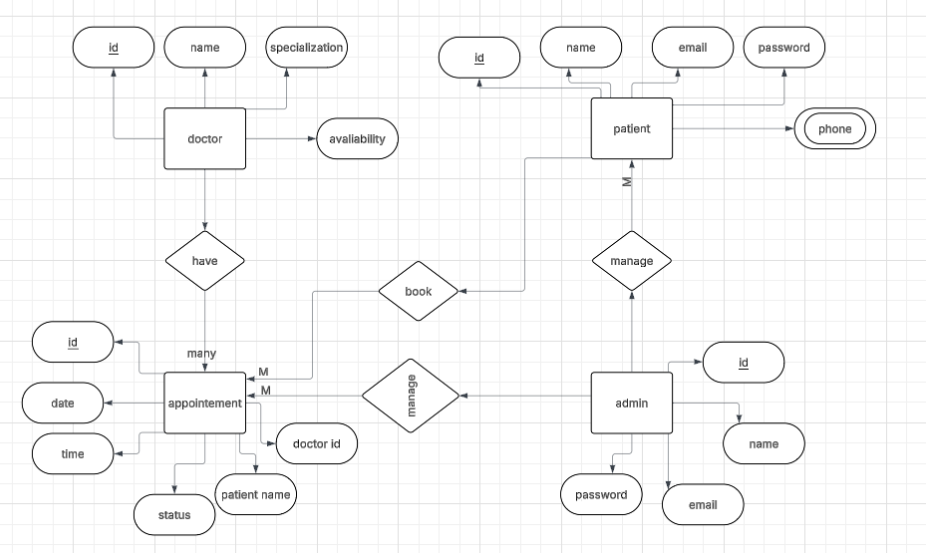 id
name
specialization
id
name
email
password
doctor
avaliability
patient
phone
M
have
book
manage
id
many
M
M
id
date
appointement
manage
admin
time
doctor id
name
patient name
password
email
status